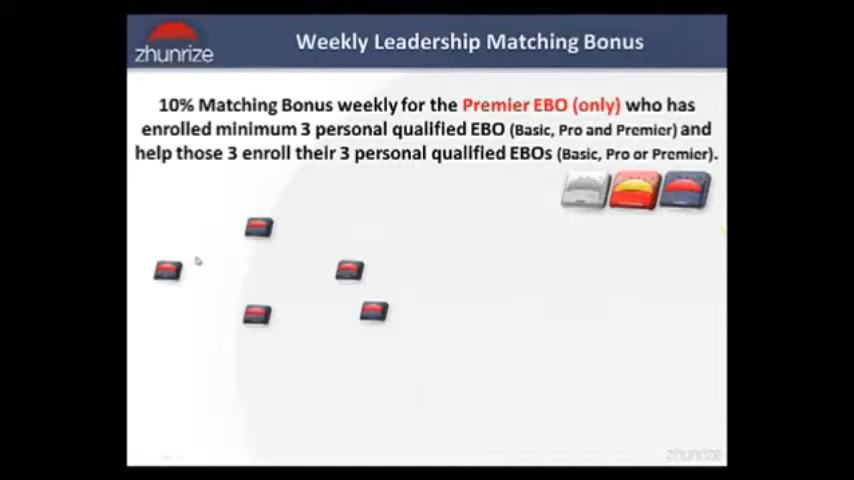 zhunrize
Weekly Leadership Matching Bonus
10% Matching Bonus weekly for the Premier EBO (only) who has
enrolled minimum 3 personal qualified EBO (Basic, Pro and Premier) and
help those 3 enroll their 3 personal qualified EBOs (Basic, Pro or Premier).
zhunrize